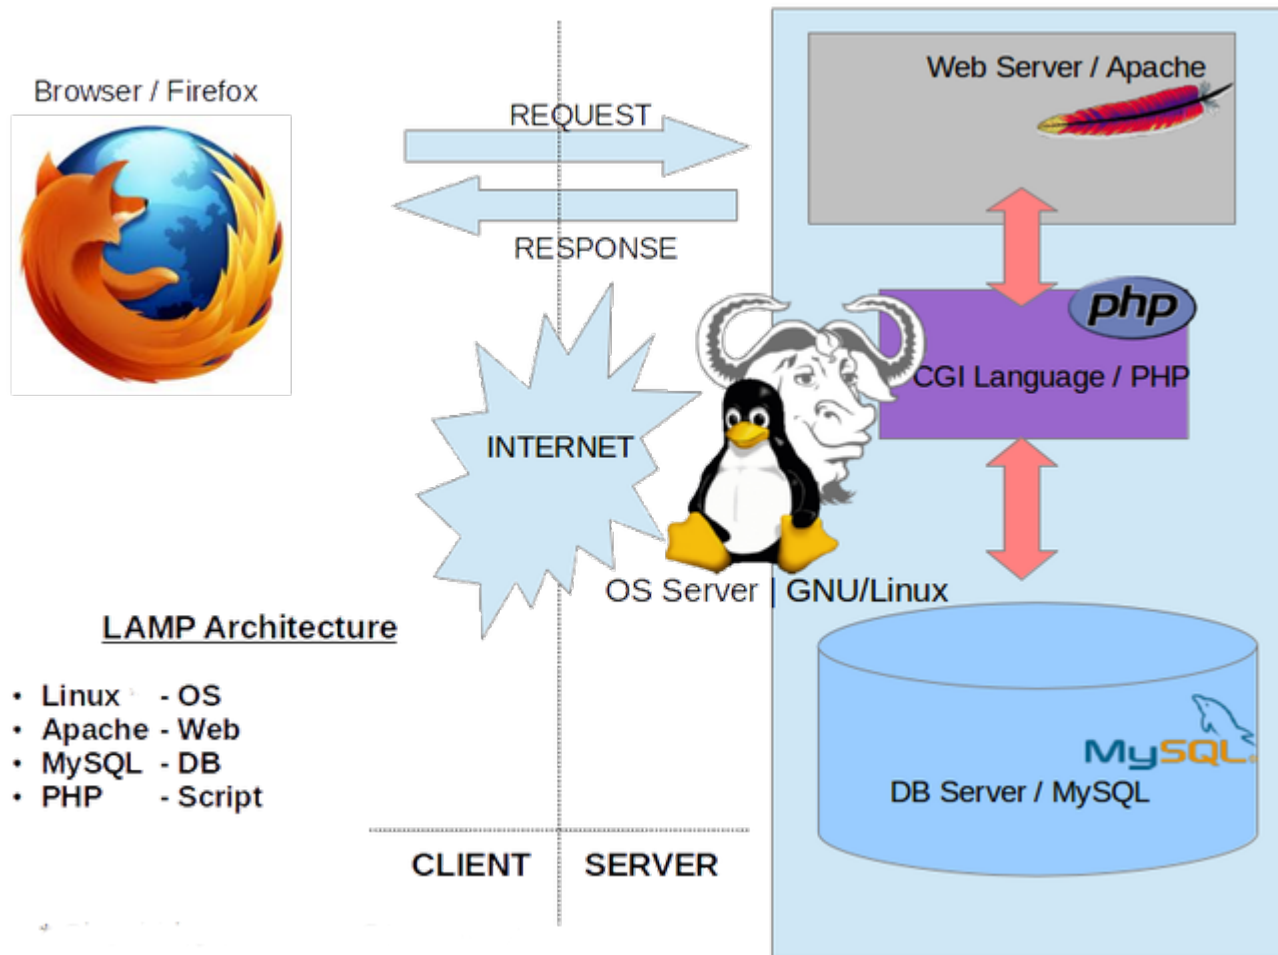 Browser / Firefox
REQUEST
RESPONSE
INTERNET
Web Server / Apache
php
CGI Language / PHP
OS Server | GNU/Linux
MySQL
DB Server / MySQL
LAMP Architecture
• Linux - OS
• Apache - Web
• MySQL - DB
• PHP - Script
CLIENT
SERVER